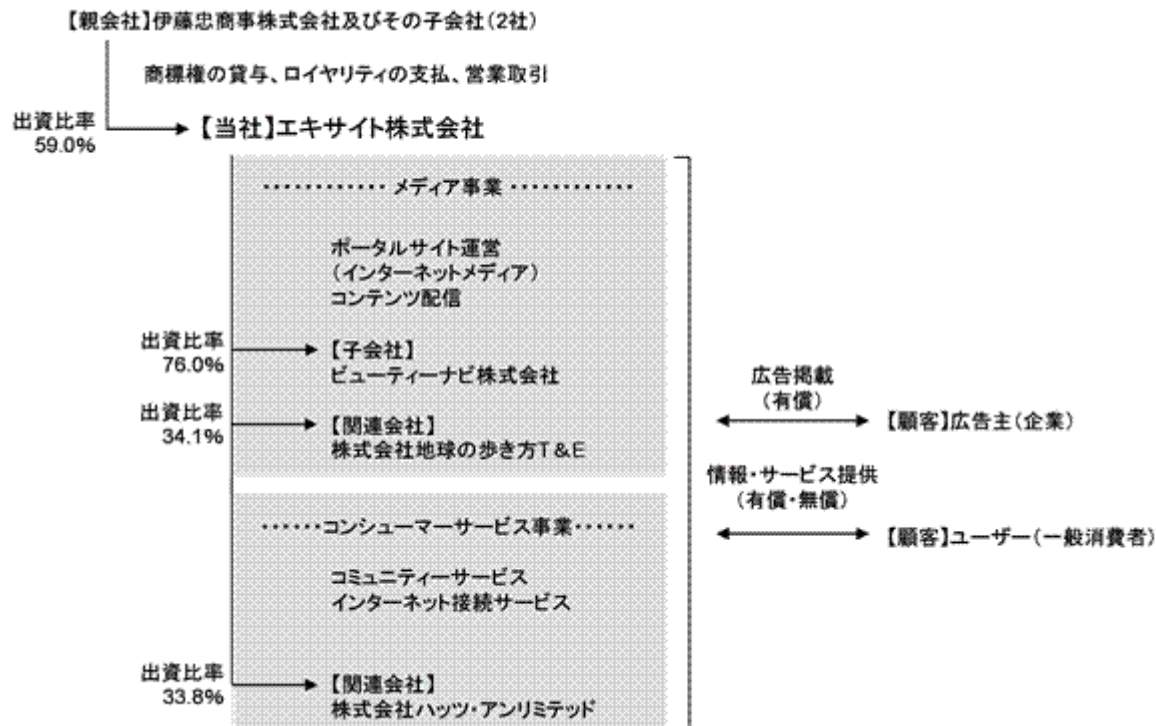 【親会社】伊藤忠商事株式会社及びその子会社(2社)
商標権の貸与、ロイヤリティの支払、営業取引
出資比率
59.0%
【当社】エキサイト株式会社
‥‥‥‥‥‥ メディア事業 ‥‥‥‥‥‥
ポータルサイト運営
(インターネットメディア)
コンテンツ配信
出資比率
76.0%
【子会社】
ビューティーナビ株式会社
出資比率
34.1%
【関連会社】
株式会社地球の歩き方T&E
広告掲載
(有償)
【顧客】広告主(企業)
情報・サービス提供
(有償・無償)
【顧客】ユーザー(一般消費者)
‥‥‥コンシューマーサービス事業‥‥‥
コミュニティーサービス
インターネット接続サービス
出資比率
33.8%
【関連会社】
株式会社ハッツ・アンリミテッド